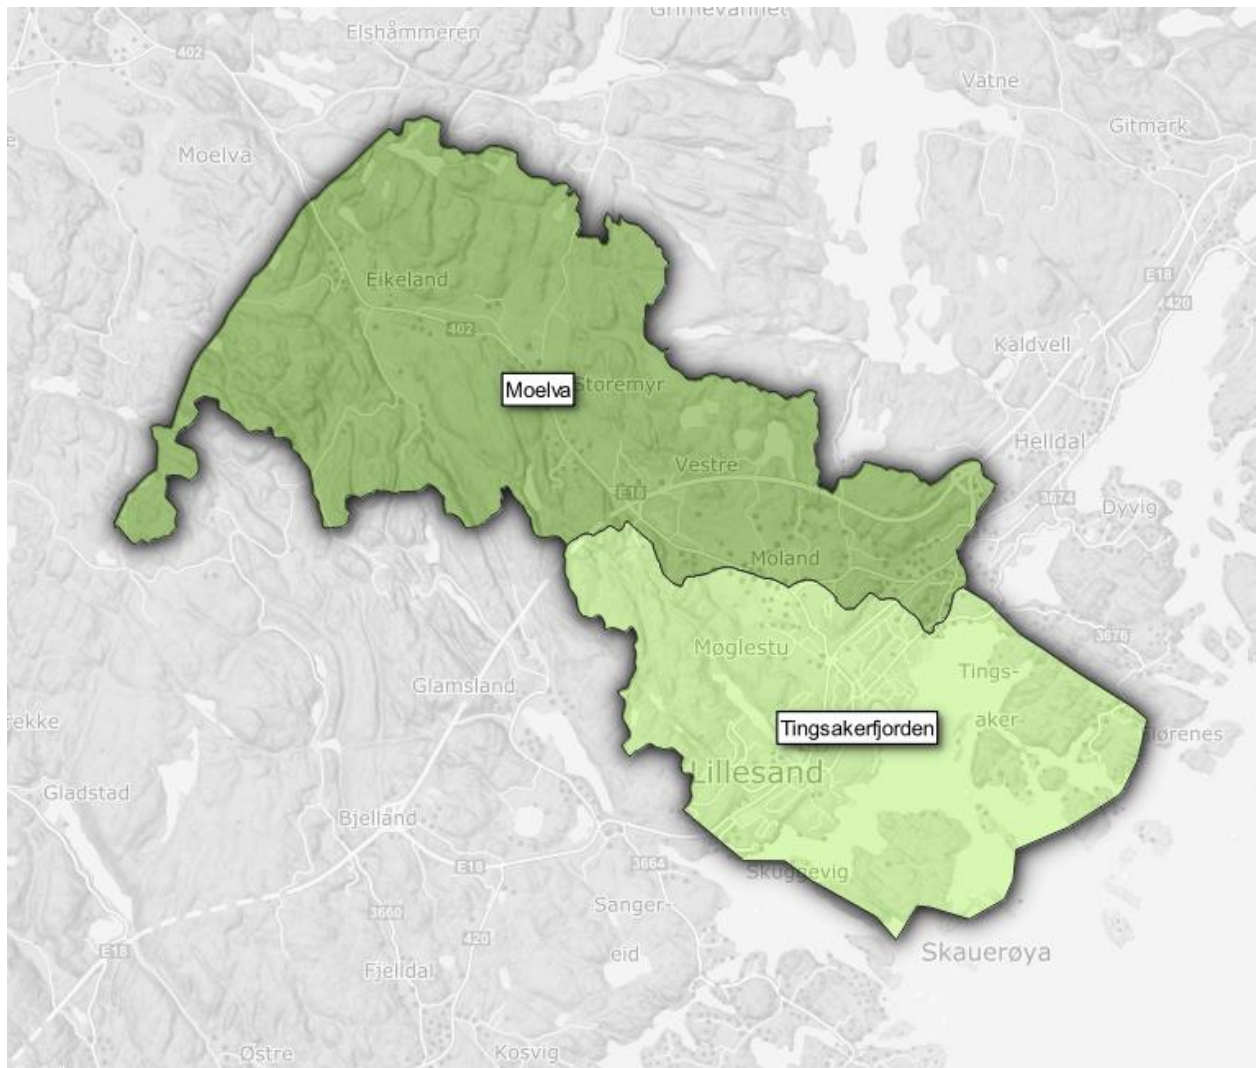 Grimevannet
Elshåmmeren
402
Vatne
Gitmark
Moelva
E18
420
Eikeland
402
Kaldvell
Moelva
Storemyr
Helldal
Vestre
E18
3674
Dyvig
Moland
3676
Møglestu
Tings-
Glamsland
aker-
Tingsakerfjorden
Lillesand
Gladstad
Bjelland
E18
3664
Skuggevig
3660
Sanger-
420
E18
eid
Skauerøya
Fjelldal
Østre
Kosvig